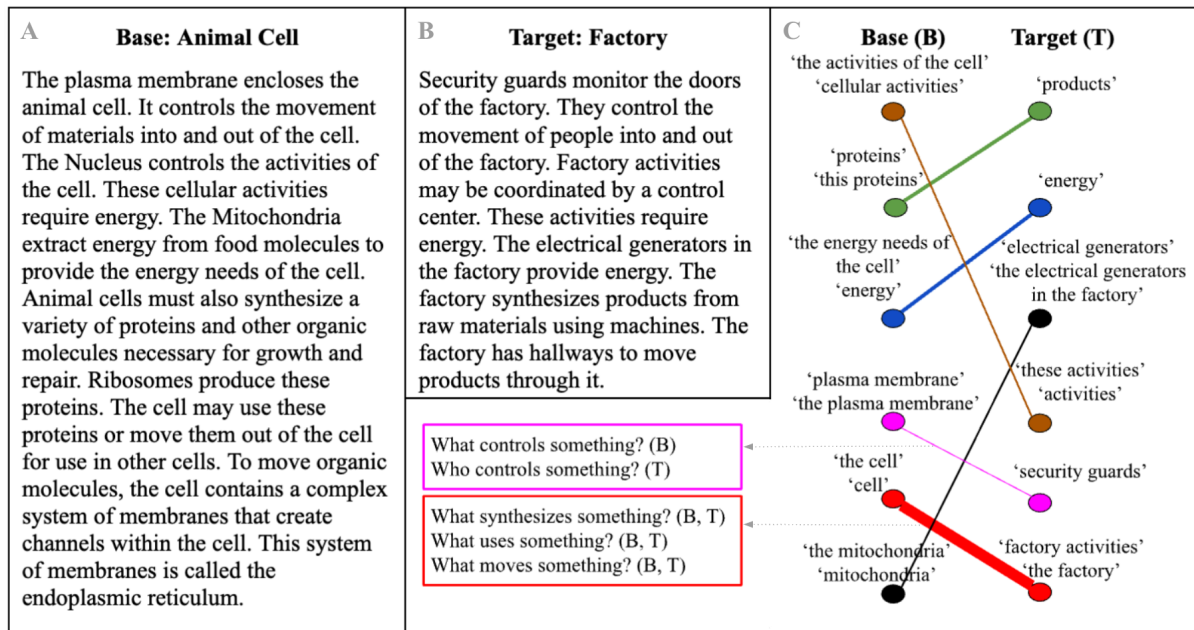 A
Base: Animal Cell
The plasma membrane encloses the
animal cell. It controls the movement
of materials into and out of the cell.
The Nucleus controls the activities of
the cell. These cellular activities
require energy. The Mitochondria
extract energy from food molecules to
provide the energy needs of the cell.
Animal cells must also synthesize a
variety of proteins and other organic
molecules necessary for growth and
repair. Ribosomes produce these
proteins. The cell may use these
proteins or move them out of the cell
for use in other cells. To move organic
molecules, the cell contains a complex
system of membranes that create
channels within the cell. This system
of membranes is called the
endoplasmic reticulum.
B
Target: Factory
Security guards monitor the doors
of the factory. They control the
movement of people into and out
of the factory. Factory activities
may be coordinated by a control
center. These activities require
energy. The electrical generators in
the factory provide energy. The
factory synthesizes products from
raw materials using machines. The
factory has hallways to move
products through it.
What controls something? (B)
Who controls something? (T)
What synthesizes something? (B, T)
What uses something? (B, T)
What moves something? (B, T)
C
Base (B)
Target (T)
‘the activities of the cell’
‘cellular activities’
‘products’
‘proteins’
‘this proteins’
‘energy’
‘the energy needs of
the cell’
‘energy’
‘electrical generators’
‘the electrical generators
in the factory’
‘plasma membrane’
‘the plasma membrane’
‘these activities’
‘activities’
‘the cell’
‘cell’
‘security guards’
‘the mitochondria’
‘mitochondria’
‘factory activities’
‘the factory’